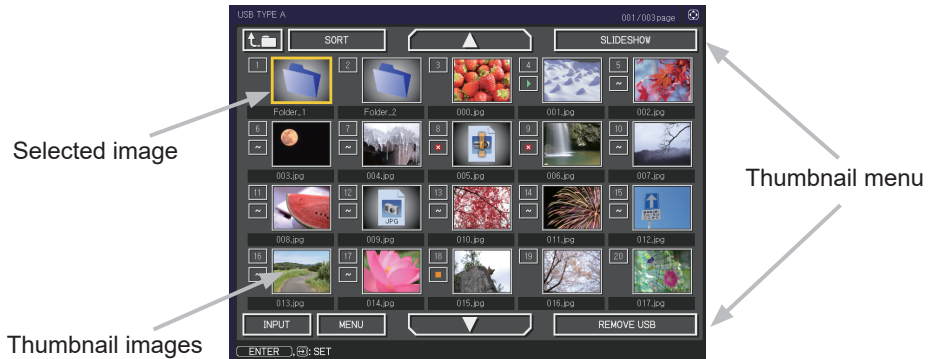 USB TYPE A 001/003page
SORT SLIDESHOW
1 2 3 4 5
~
Folder_1 Folder_2 000.jpg 001.jpg 002.jpg
6 7 8 9 10
~ ~ ~
003.jpg 004.jpg 005.jpg 006.jpg 007.jpg
Selected image
Thumbnail menu
11 12 13 14 15
~ ~ ~ ~ ~
JPG
008.jpg 009.jpg 010.jpg 011.jpg 012.jpg
16 17 18 19 20
~ ~
013.jpg 014.jpg 015.jpg 016.jpg 017.jpg
Thumbnail images
INPUT MENU REMOVE USB
ENTER , : SET